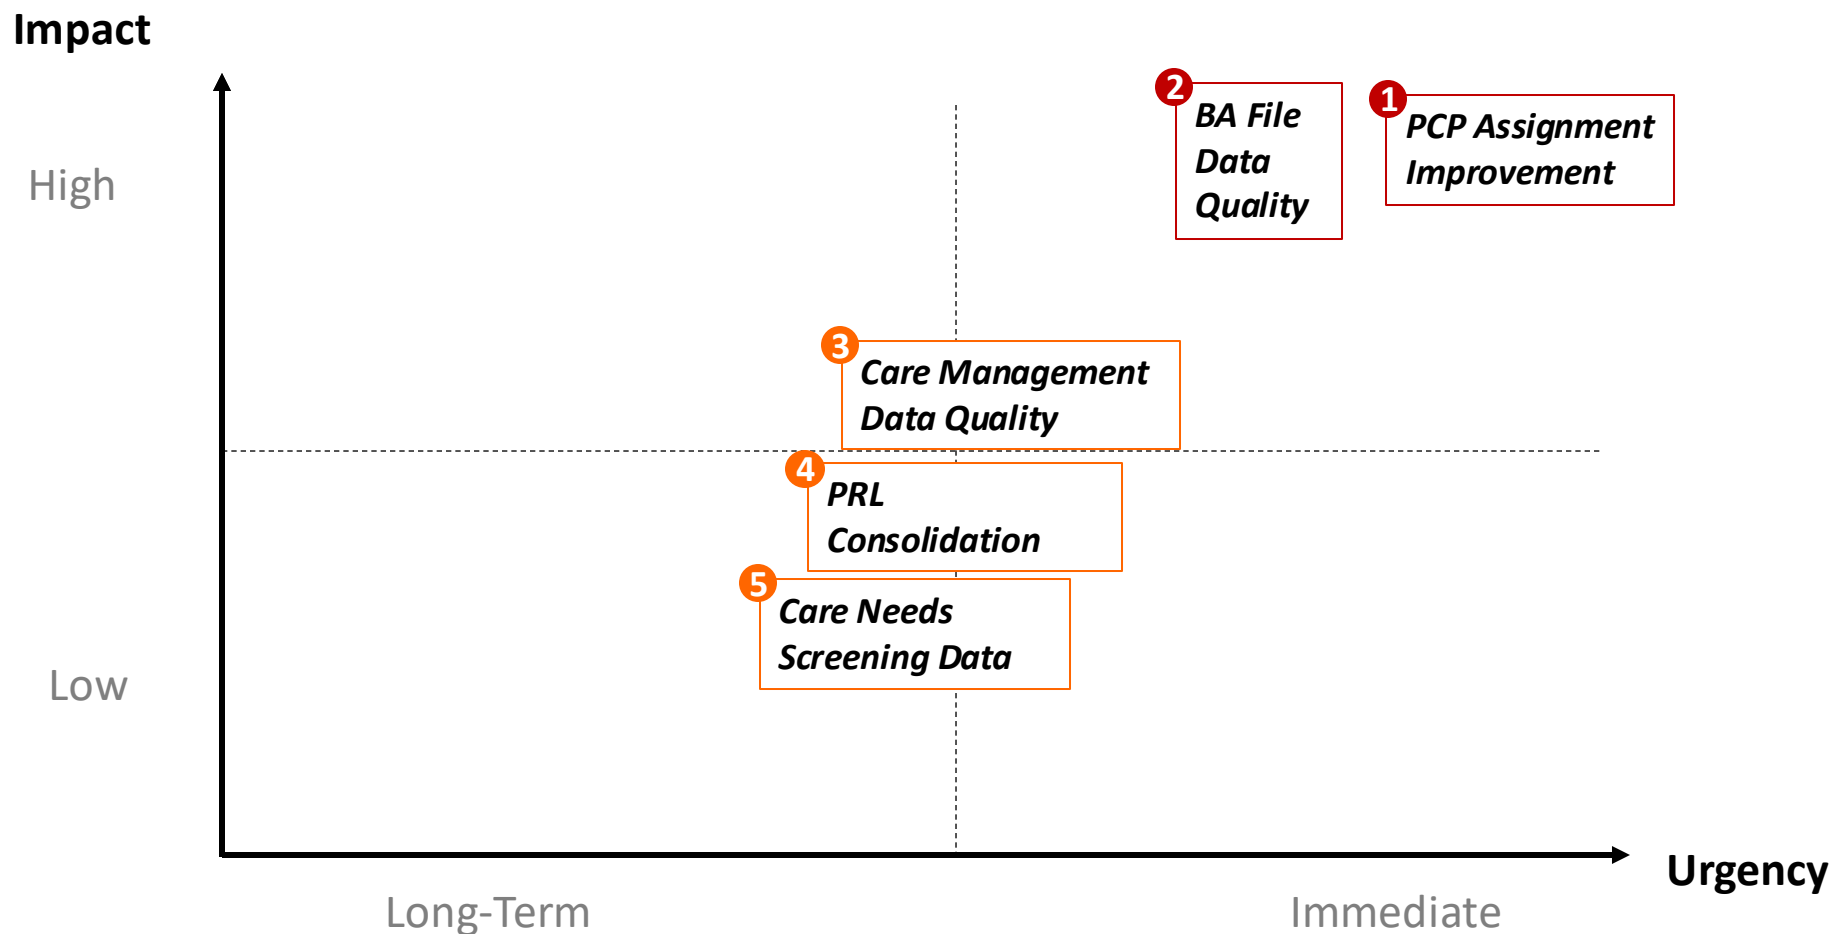 Impact
High
2
BA File
Data
Quality
1
PCP Assignment
Improvement
3
Care Management
Data Quality
4
PRL
Consolidation
5
Care Needs
Screening Data
Low
Urgency
Long-Term
Immediate